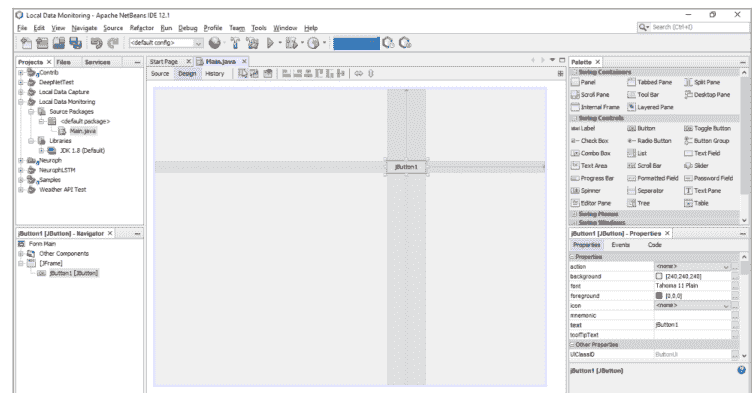 Local Data Monitoring - Apache NetBeans IDE 12.1
File Edit View Navigate Source Refactor Run Debug Profile Team Tools Window Help
Search (Ctrl+I)
<default config>
Projects Files Services
Contrib
DeepNetTest
Local Data Capture
Local Data Monitoring
Source Packages
<default package>
Main.java
Libraries
JDK 1.8 (Default)
Neuroph
NeurophLSTM
Samples
Weather API Test
jButton1 [JButton] - Navigator
Form Main
Other Components
[JFrame]
jButton1 [JButton]
Start Page Main.java
Source Design History
jButton1
Palette
Swing Containers
Panel Tabbed Pane Split Pane
Scroll Pane Tool Bar Desktop Pane
Internal Frame Layered Pane
Swing Controls
label Label Button Toggle Button
Check Box Radio Button Button Group
Combo Box List Text Field
Text Area Scroll Bar Slider
Progress Bar Formatted Field Password Field
Spinner Separator Text Pane
Editor Pane Tree Table
Swing Menus
Swing Windows
jButton1 [JButton] - Properties
Properties Events Code
Properties
action <none>
background [240,240,240]
font Tahoma 11 Plain
foreground [0,0,0]
icon <none>
mnemonic
text jButton1
toolTipText
Other Properties
UIClassID ButtonUI
jButton1 [JButton]